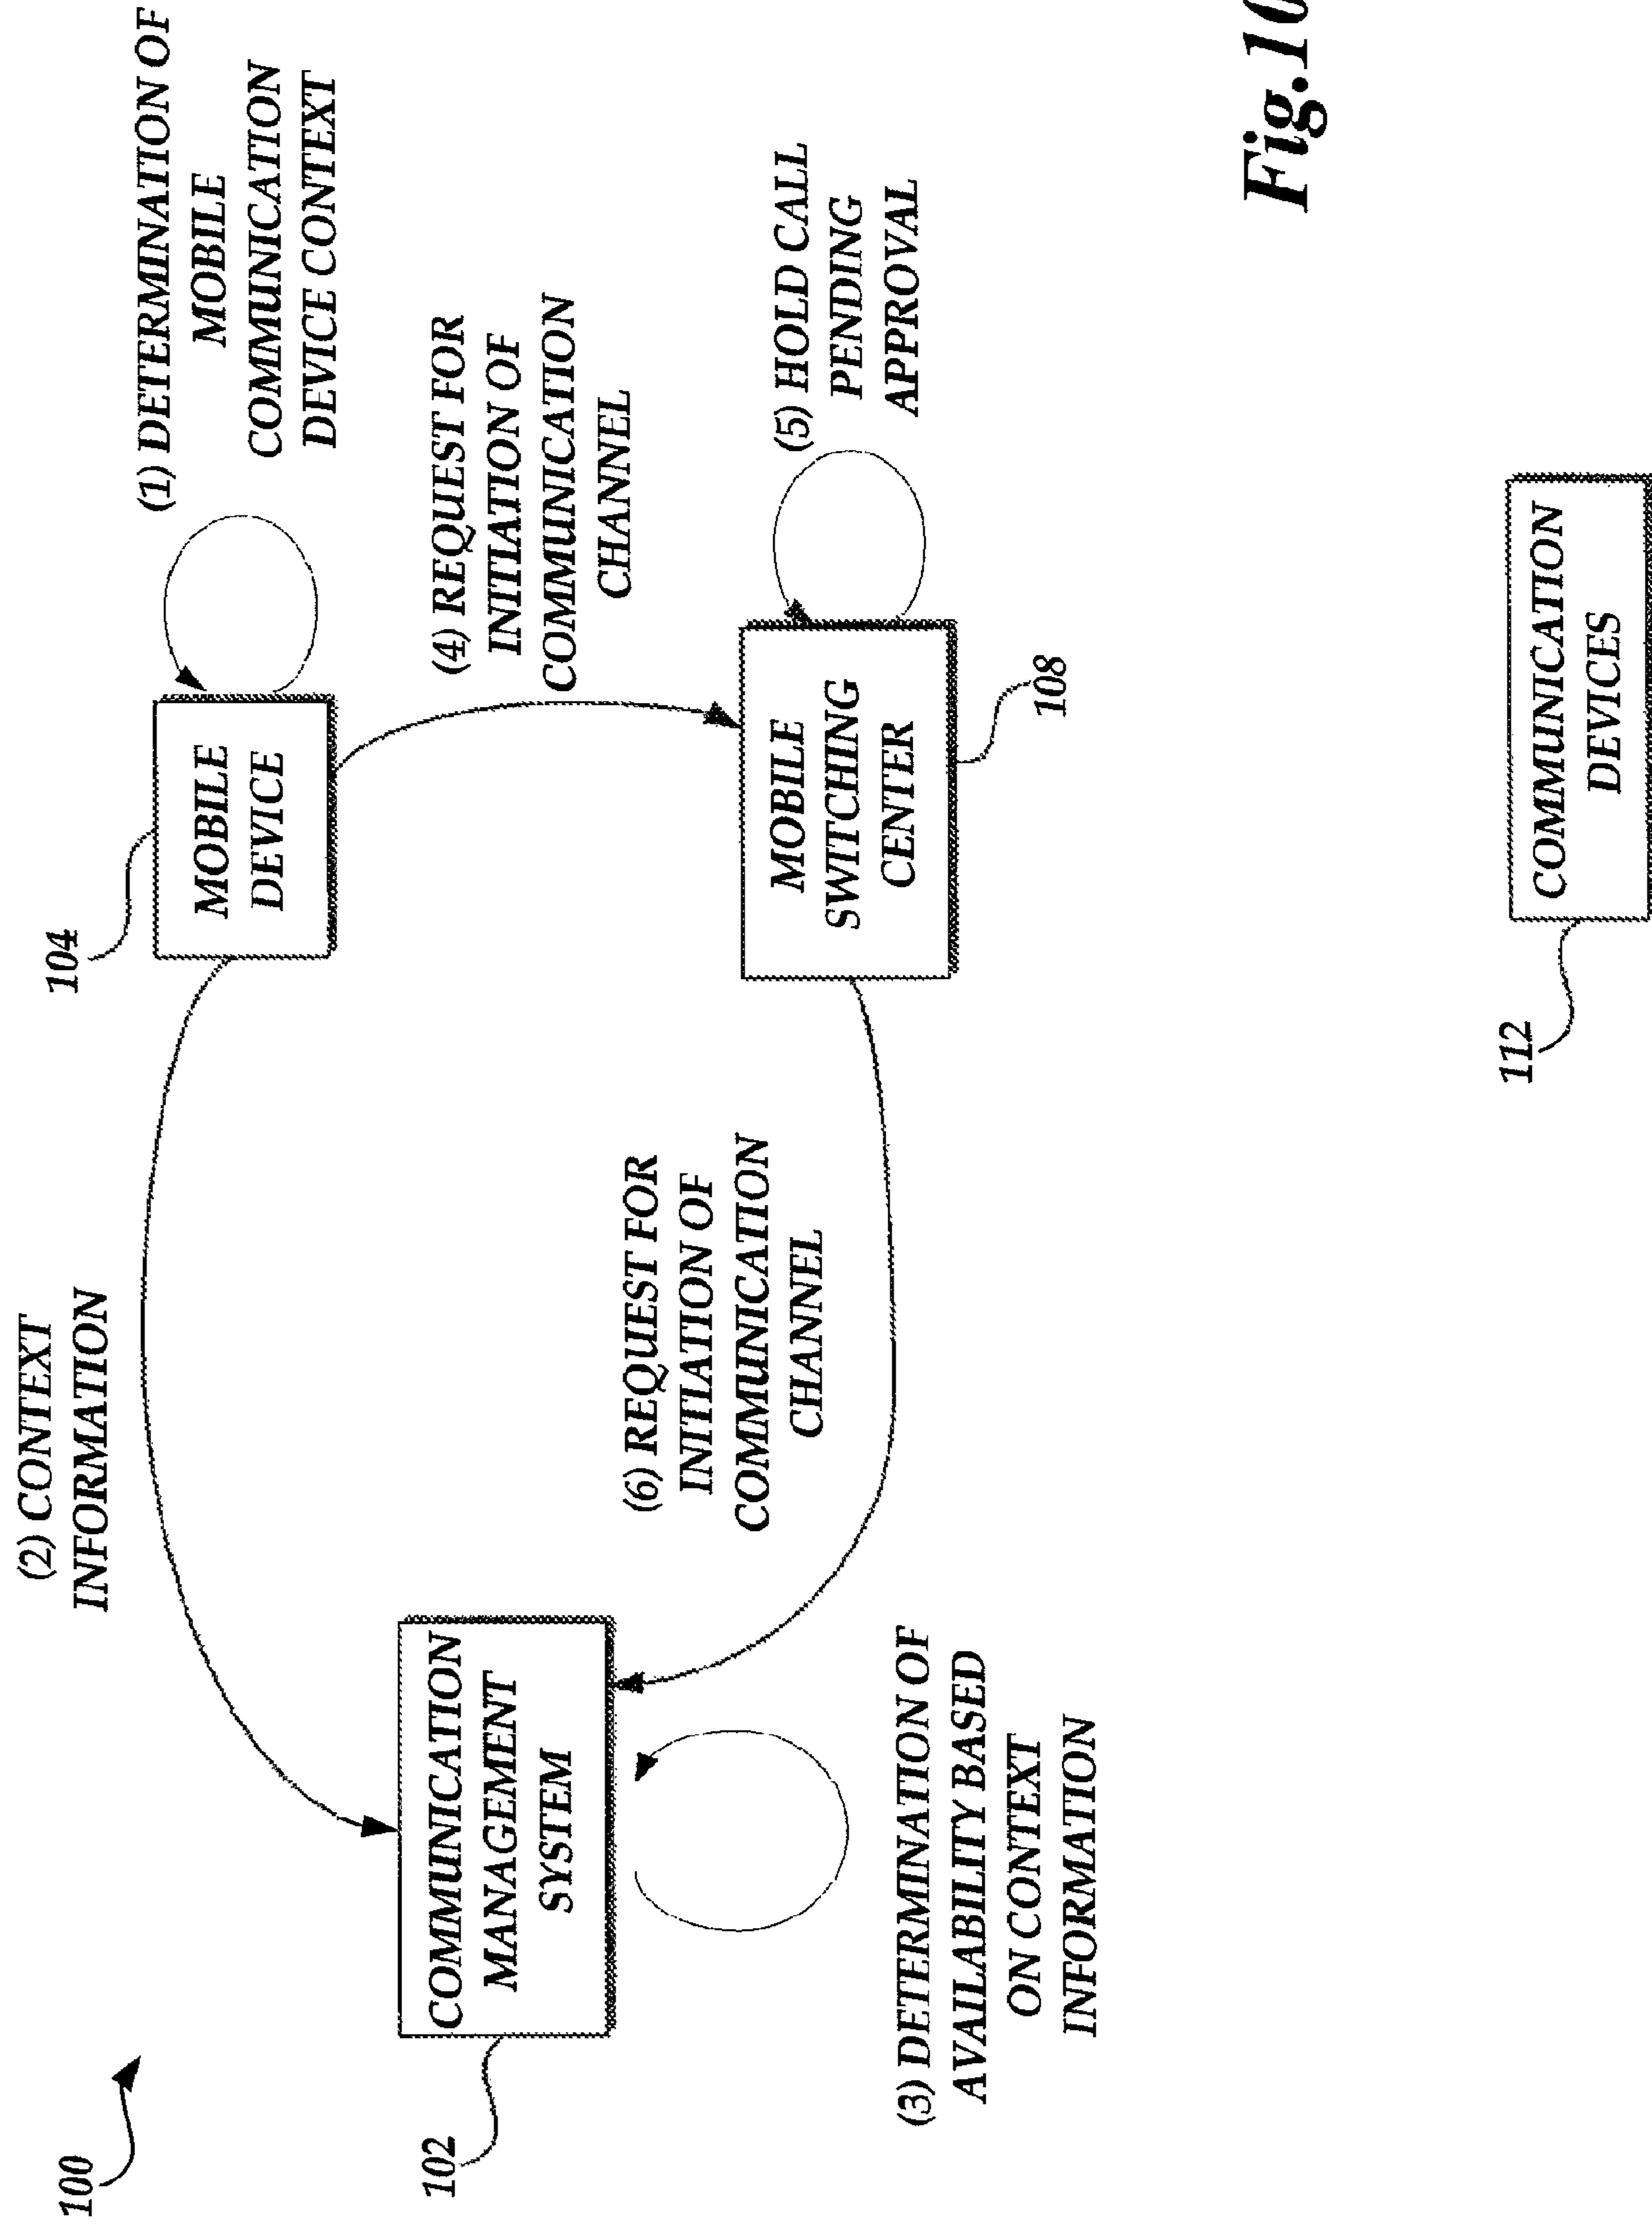 100
102
COMMUNICATION
MANAGEMENT
SYSTEM
(2) CONTEXT
INFORMATION
104
MOBILE
DEVICE
(1) DETERMINATION OF
MOBILE
COMMUNICATION
DEVICE CONTEXT
(4) REQUEST FOR
INITIATION OF
COMMUNICATION
CHANNEL
(6) REQUEST FOR
INITIATION OF
COMMUNICATION
CHANNEL
MOBILE
SWITCHING
CENTER
108
(5) HOLD CALL
PENDING
APPROVAL
(3) DETERMINATION OF
AVAILABILITY BASED
ON CONTEXT
INFORMATION
112
COMMUNICATION
DEVICES
Fig.10